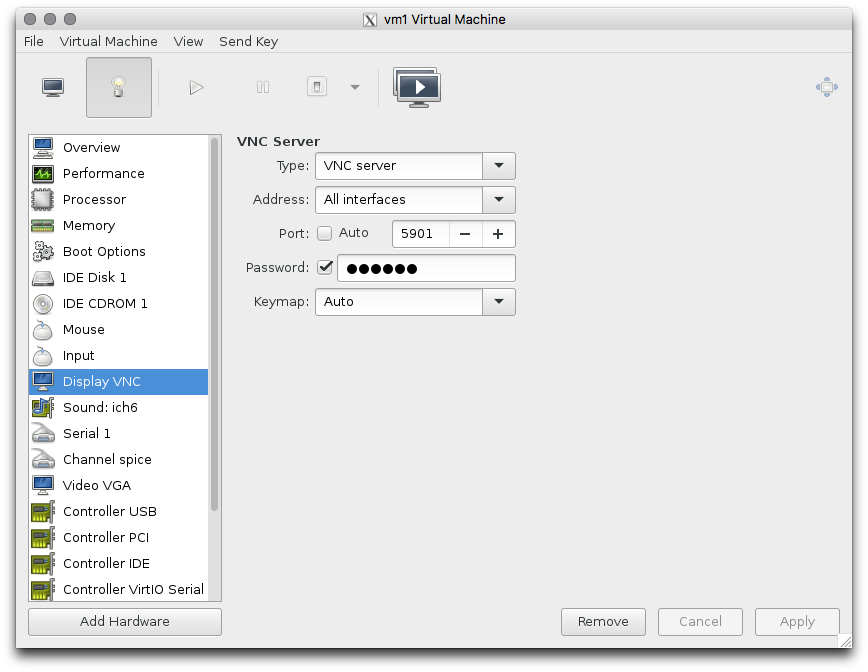 vm1 Virtual Machine
File Virtual Machine View Send Key
Overview
Performance
Processor
Memory
Boot Options
IDE Disk 1
IDE CDROM 1
Mouse
Input
Display VNC
Sound: ich6
Serial 1
Channel spice
Video VGA
Controller USB
Controller PCI
Controller IDE
Controller VirtIO Serial
Add Hardware
VNC Server
Type: VNC server
Address: All interfaces
Port: Auto 5901
Password: ●●●●●●
Keymap: Auto
Remove Cancel Apply